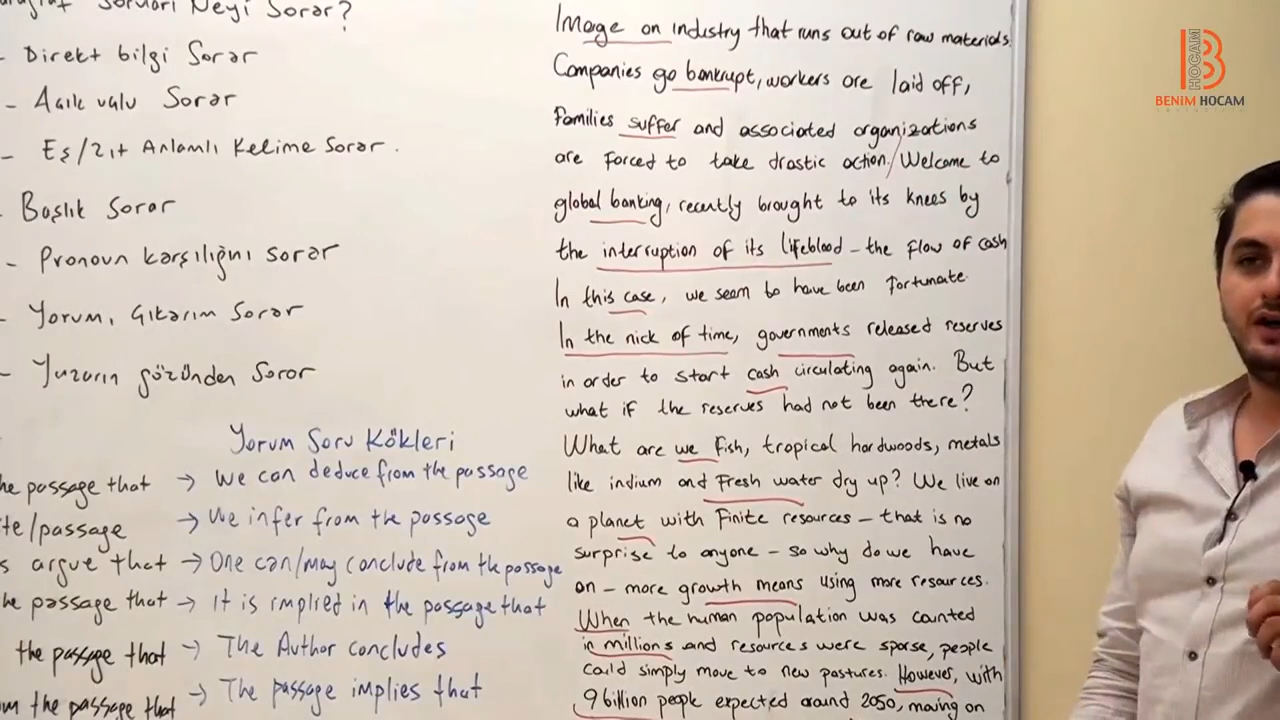 Soruları Neyi Sorar?
- Direkt bilgi Sorar
- Açık uçlu Sorar
- Eş/Zıt Anlamlı Kelime Sorar.
- Başlık Sorar
- Pronoun karşılığını sorar
- Yorum, Çıkarım Sorar
- Yazarın gözünden Sorar
Yorum Soru Kökleri
the passage that → We can deduce from the passage
/passage → We infer from the passage
argue that → One can/may conclude from the passage
the passage that → It is implied in the passage that
the passage that → The Author concludes
the passage that → The passage implies that
Image on industry that runs out of raw materials.
Companies go bankrupt, workers are laid off,
Families suffer and associated organizations
are forced to take drastic action. / Welcome to
global banking, recently brought to its knees by
the interruption of its lifeblood - the flow of cash
In this case, we seem to have been fortunate.
In the nick of time, governments released reserves
in order to start cash circulating again. But
what if the reserves had not been there?
What are we fish, tropical hardwoods, metals
like indium and fresh water dry up? We live on
a planet with finite resources - that is no
surprise to anyone - so why do we have
on - more growth means using more resources.
When the human population was counted
in millions and resources were sparse, people
could simply move to new pastures. However, with
9 billion people expected around 2050, moving on
BENIM HOCAM
HOCAM